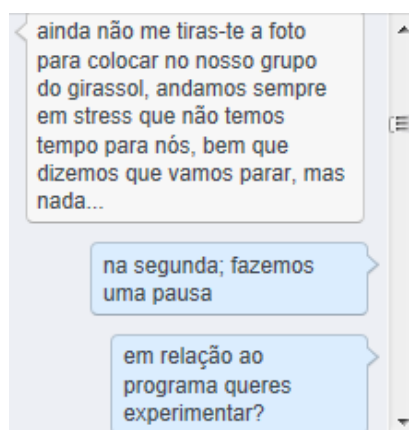 ainda não me tiras-te a foto
para colocar no nosso grupo
do girassol, andamos sempre
em stress que não temos
tempo para nós, bem que
dizemos que vamos parar, mas
nada...
na segunda; fazemos
uma pausa
em relação ao
programa queres
experimentar?